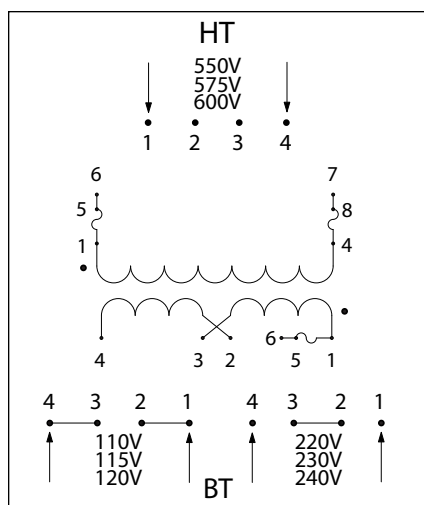 HT
550V
575V
600V
1 2 3 4
6 7
5 8
1 4
4 3 2 6 5 1
4 3 2 1 4 3 2 1
110V 220V
115V 230V
120V 240V
BT